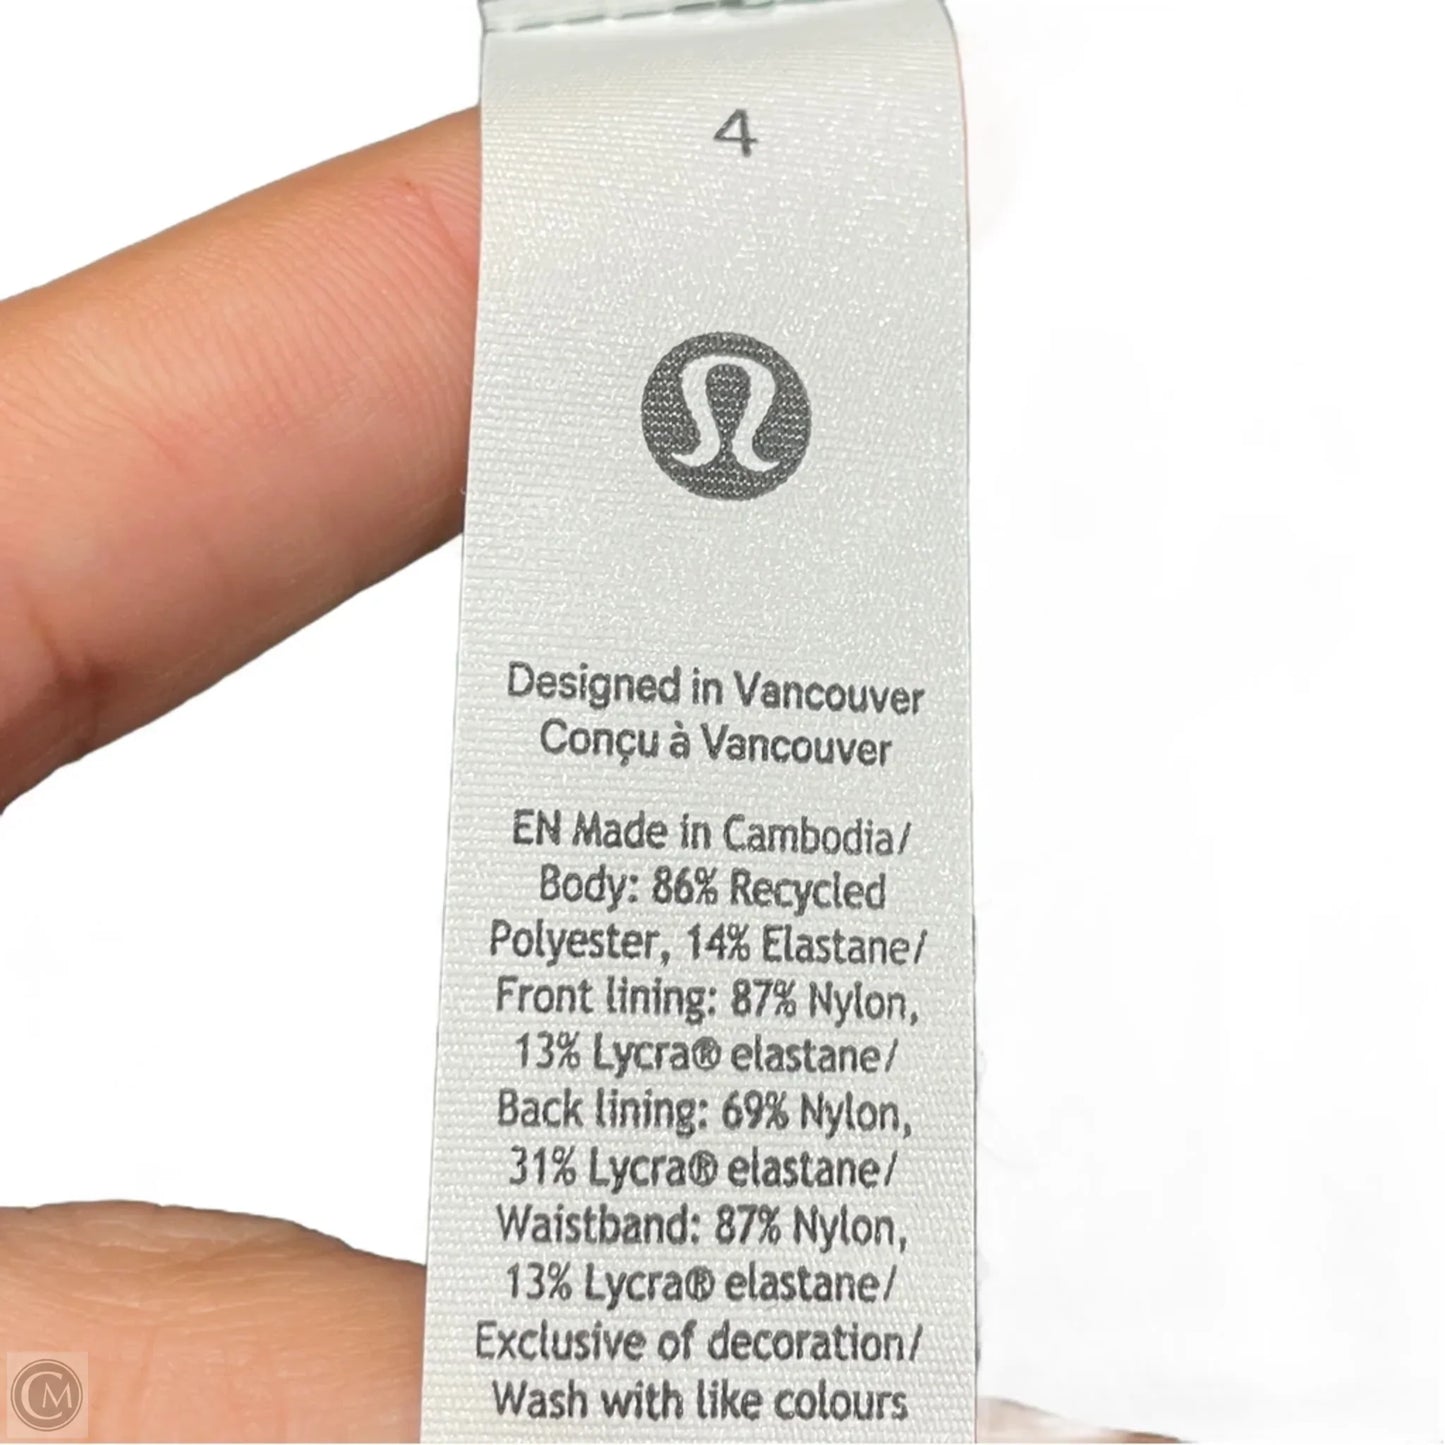 4
Designed in Vancouver
Conçu à Vancouver
EN Made in Cambodia/
Body: 86% Recycled
Polyester, 14% Elastane/
Front lining: 87% Nylon,
13% Lycra® elastane/
Back lining: 69% Nylon,
31% Lycra® elastane/
Waistband: 87% Nylon,
13% Lycra® elastane/
Exclusive of decoration/
Wash with like colours
CM